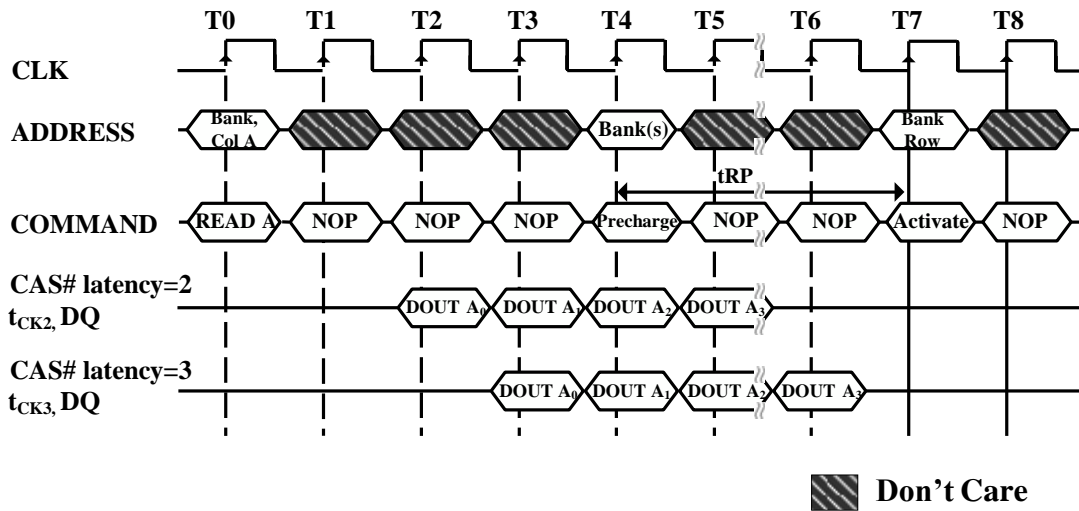 T0 T1 T2 T3 T4 T5 T6 T7 T8
CLK
ADDRESS
Bank, Col A
Bank(s)
Bank Row
tRP
COMMAND
READ A NOP NOP NOP Precharge NOP NOP Activate NOP
CAS# latency=2
tCK2, DQ
DOUT A0 DOUT A1 DOUT A2 DOUT A3
CAS# latency=3
tCK3, DQ
DOUT A0 DOUT A1 DOUT A2 DOUT A3
Don't Care